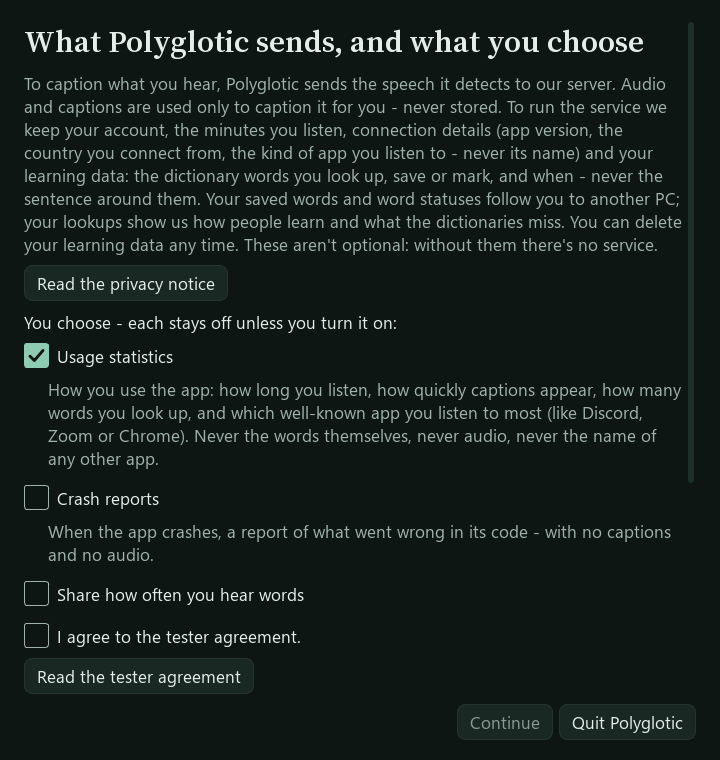 What Polyglotic sends, and what you choose
To caption what you hear, Polyglotic sends the speech it detects to our server. Audio
and captions are used only to caption it for you - never stored. To run the service we
keep your account, the minutes you listen, connection details (app version, the
country you connect from, the kind of app you listen to - never its name) and your
learning data: the dictionary words you look up, save or mark, and when - never the
sentence around them. Your saved words and word statuses follow you to another PC;
your lookups show us how people learn and what the dictionaries miss. You can delete
your learning data any time. These aren't optional: without them there's no service.
Read the privacy notice
You choose - each stays off unless you turn it on:
Usage statistics
How you use the app: how long you listen, how quickly captions appear, how many
words you look up, and which well-known app you listen to most (like Discord,
Zoom or Chrome). Never the words themselves, never audio, never the name of
any other app.
Crash reports
When the app crashes, a report of what went wrong in its code - with no captions
and no audio.
Share how often you hear words
I agree to the tester agreement.
Read the tester agreement
Continue
Quit Polyglotic